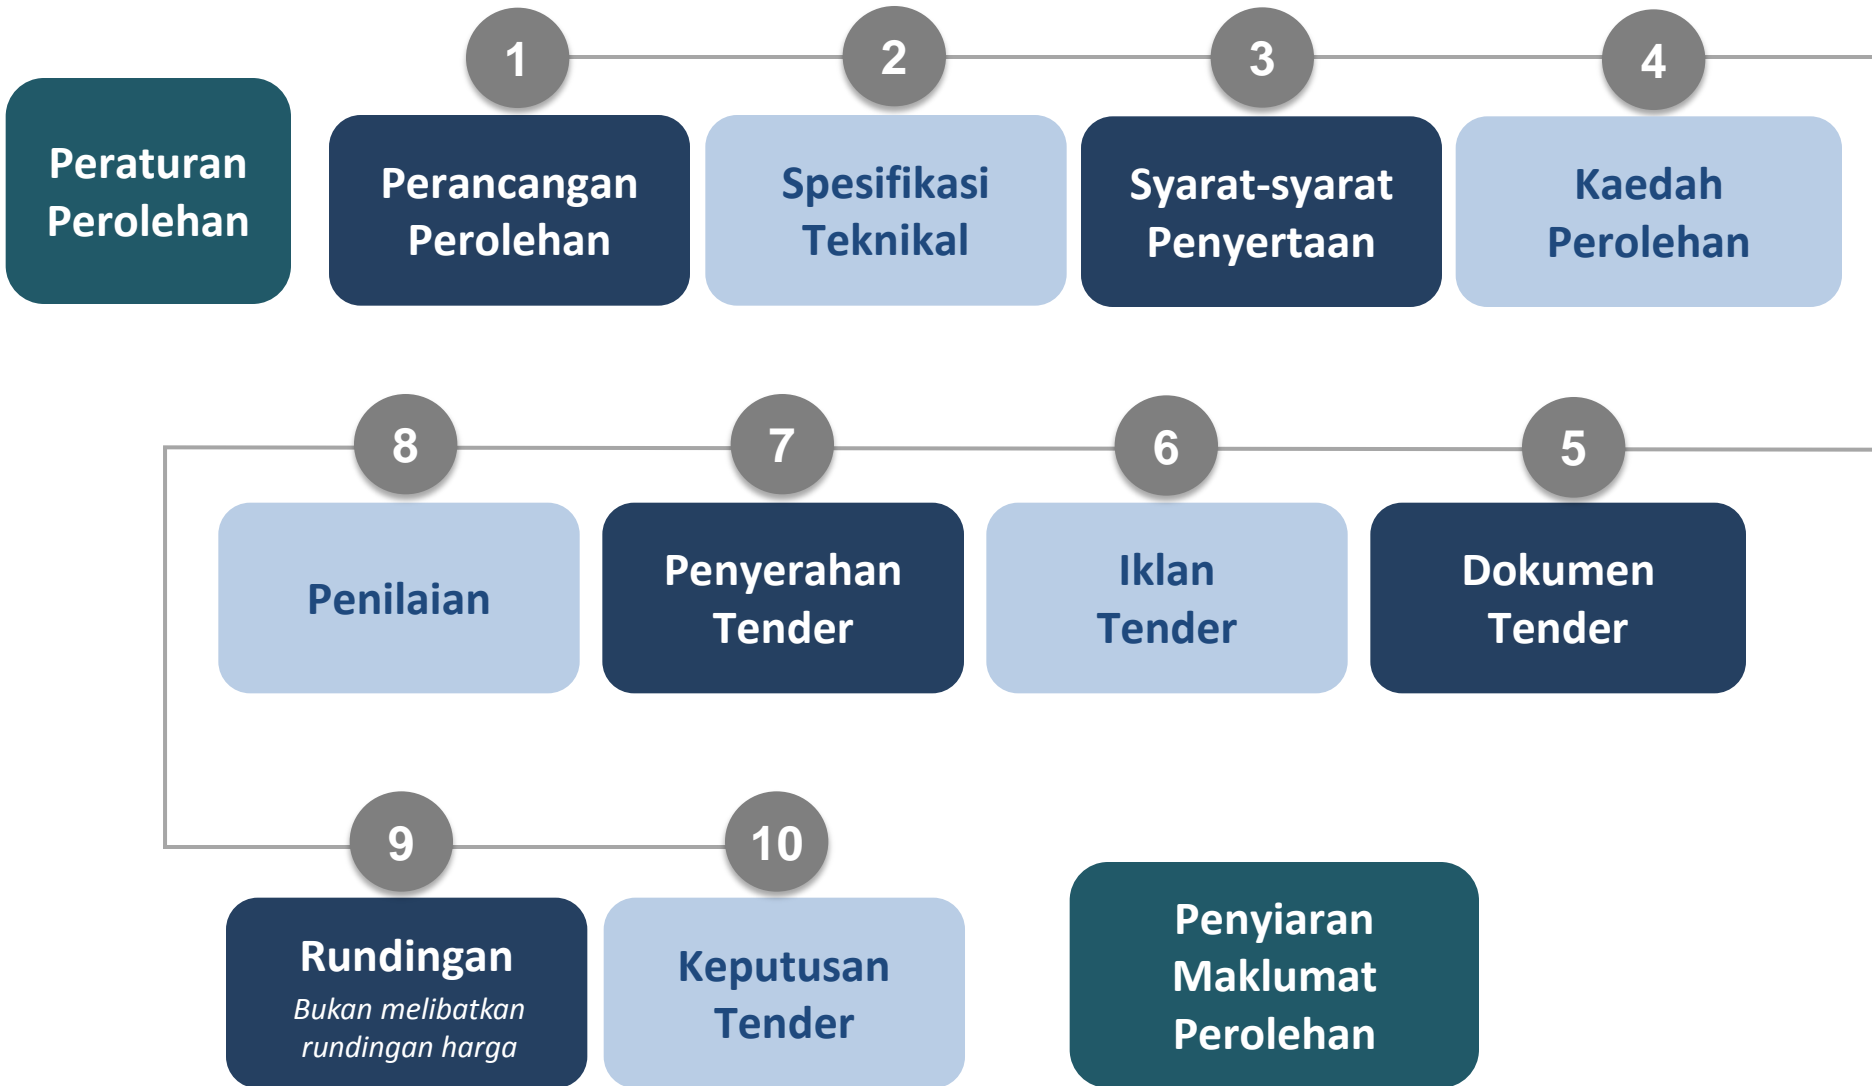 Peraturan
Perolehan
1
Perancangan
Perolehan
2
Spesifikasi
Teknikal
3
Syarat-syarat
Penyertaan
4
Kaedah
Perolehan
8
Penilaian
7
Penyerahan
Tender
6
Iklan
Tender
5
Dokumen
Tender
9
Rundingan
Bukan melibatkan
rundingan harga
10
Keputusan
Tender
Penyiaran
Maklumat
Perolehan